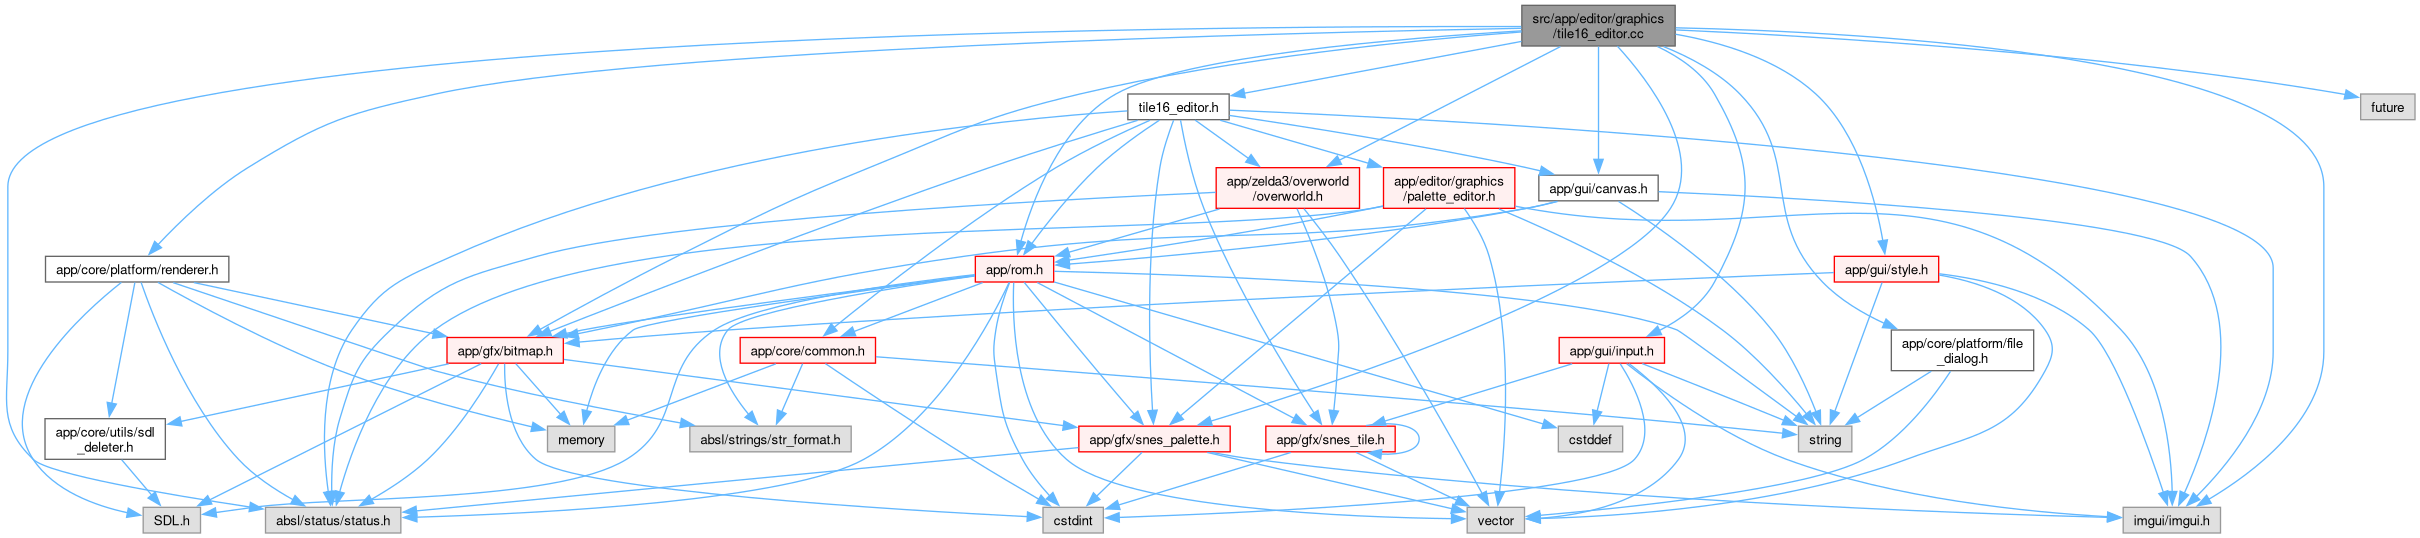 src/app/editor/graphics
/tile16_editor.cc
tile16_editor.h
future
app/zelda3/overworld
/overworld.h
app/editor/graphics
/palette_editor.h
app/gui/canvas.h
app/core/platform/renderer.h
app/rom.h
app/gui/style.h
app/gfx/bitmap.h
app/core/common.h
app/gui/input.h
app/core/platform/file
_dialog.h
app/core/utils/sdl
_deleter.h
memory
absl/strings/str_format.h
app/gfx/snes_palette.h
app/gfx/snes_tile.h
cstddef
string
SDL.h
absl/status/status.h
cstdint
vector
imgui/imgui.h